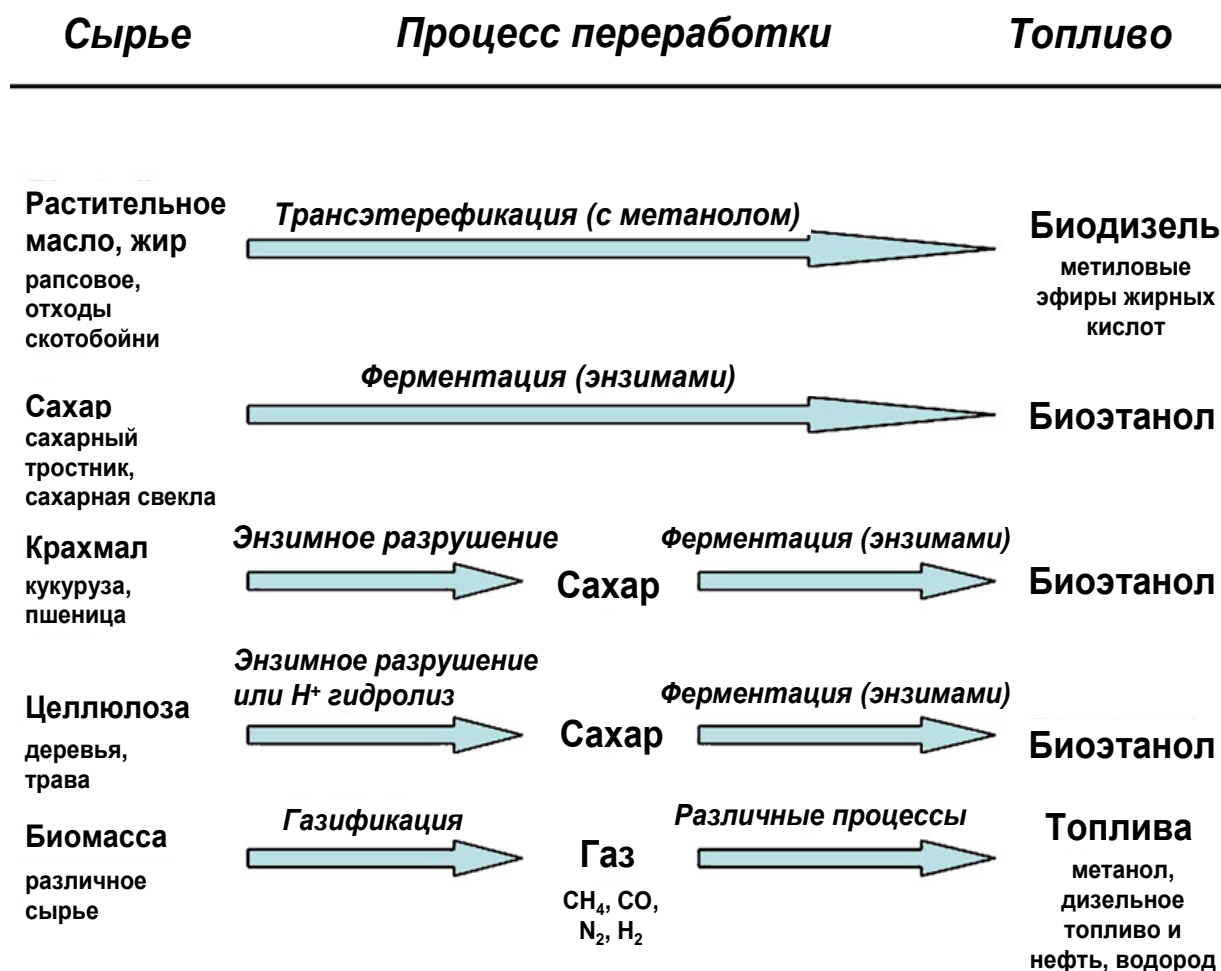 Сырье Процесс переработки Топливо
Растительное
масло, жир
рапсовое,
отходы
скотобойни
Трансэтерефикация (с метанолом)
Биодизель
метиловые
эфиры жирных
кислот
Сахар
сахарный
тростник,
сахарная свекла
Ферментация (энзимами)
Биоэтанол
Крахмал
кукуруза,
пшеница
Энзимное разрушение
Сахар
Ферментация (энзимами)
Биоэтанол
Целлюлоза
деревья,
трава
Энзимное разрушение
или H⁺ гидролиз
Сахар
Ферментация (энзимами)
Биоэтанол
Биомасса
различное
сырье
Газификация
Газ
CH₄, CO,
N₂, H₂
Различные процессы
Топлива
метанол,
дизельное
топливо и
нефть, водород